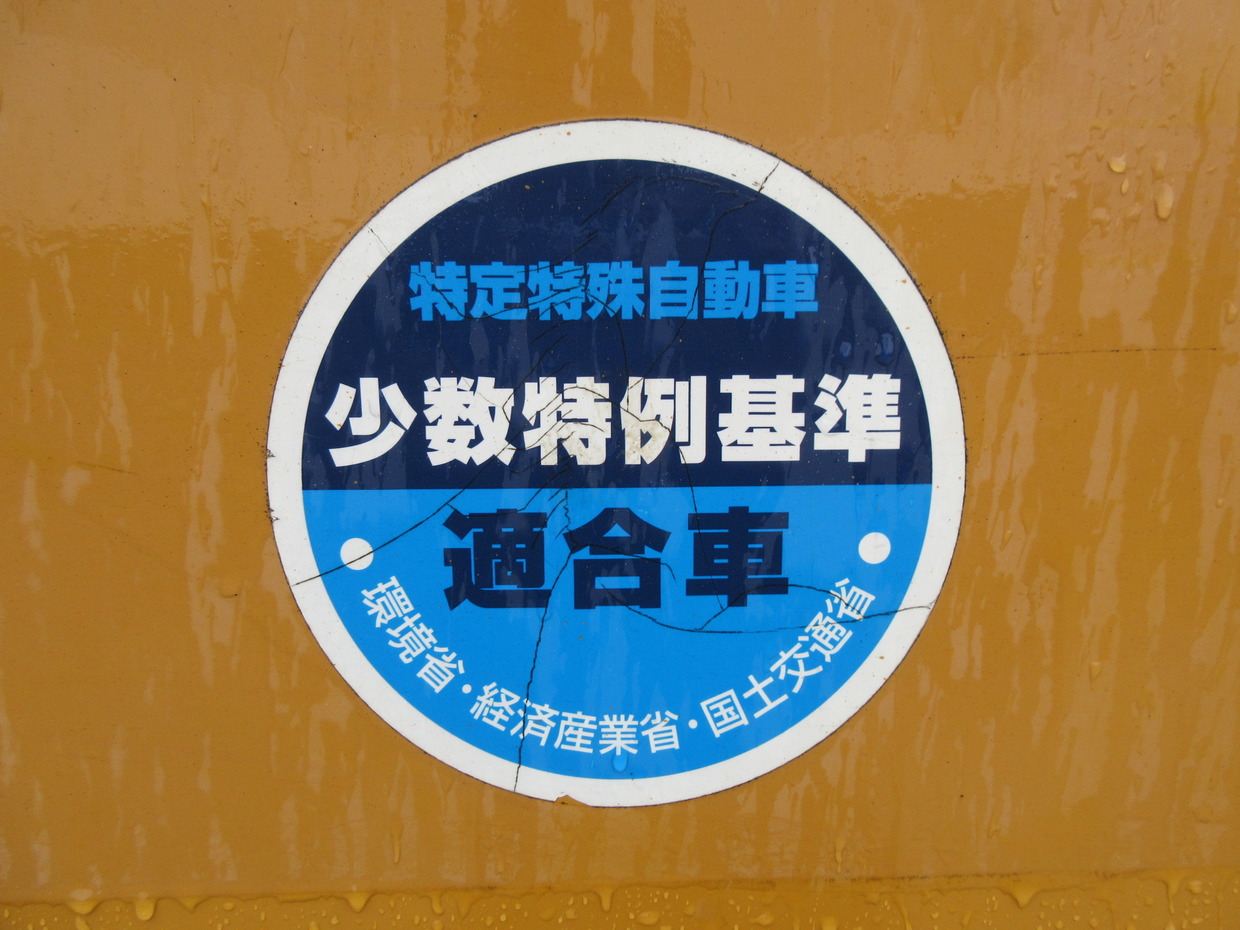 特定特殊自動車
少数特例基準
適合車
環境省・経済産業省・国土交通省